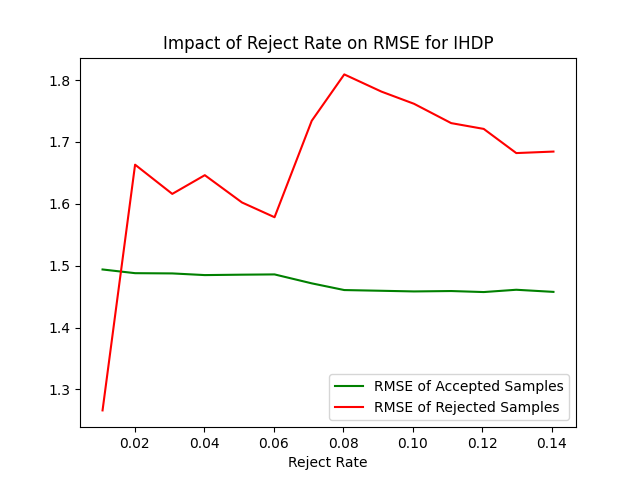 Impact of Reject Rate on RMSE for IHDP
1.8
1.7
1.6
1.5
1.4
1.3
RMSE of Accepted Samples
RMSE of Rejected Samples
0.02 0.04 0.06 0.08 0.10 0.12 0.14
Reject Rate